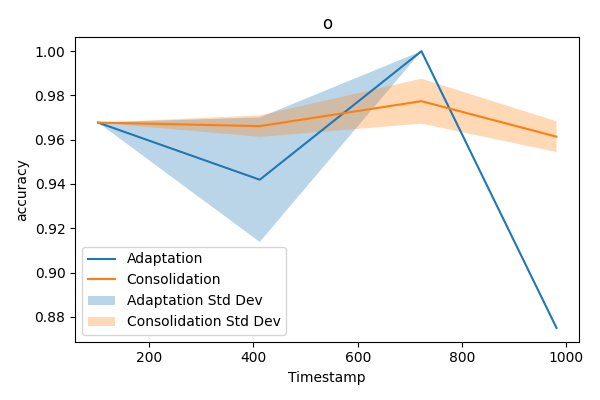 o
1.00
0.98
0.96
0.94
0.92
0.90
0.88
accuracy
Adaptation
Consolidation
Adaptation Std Dev
Consolidation Std Dev
200
400
600
800
1000
Timestamp